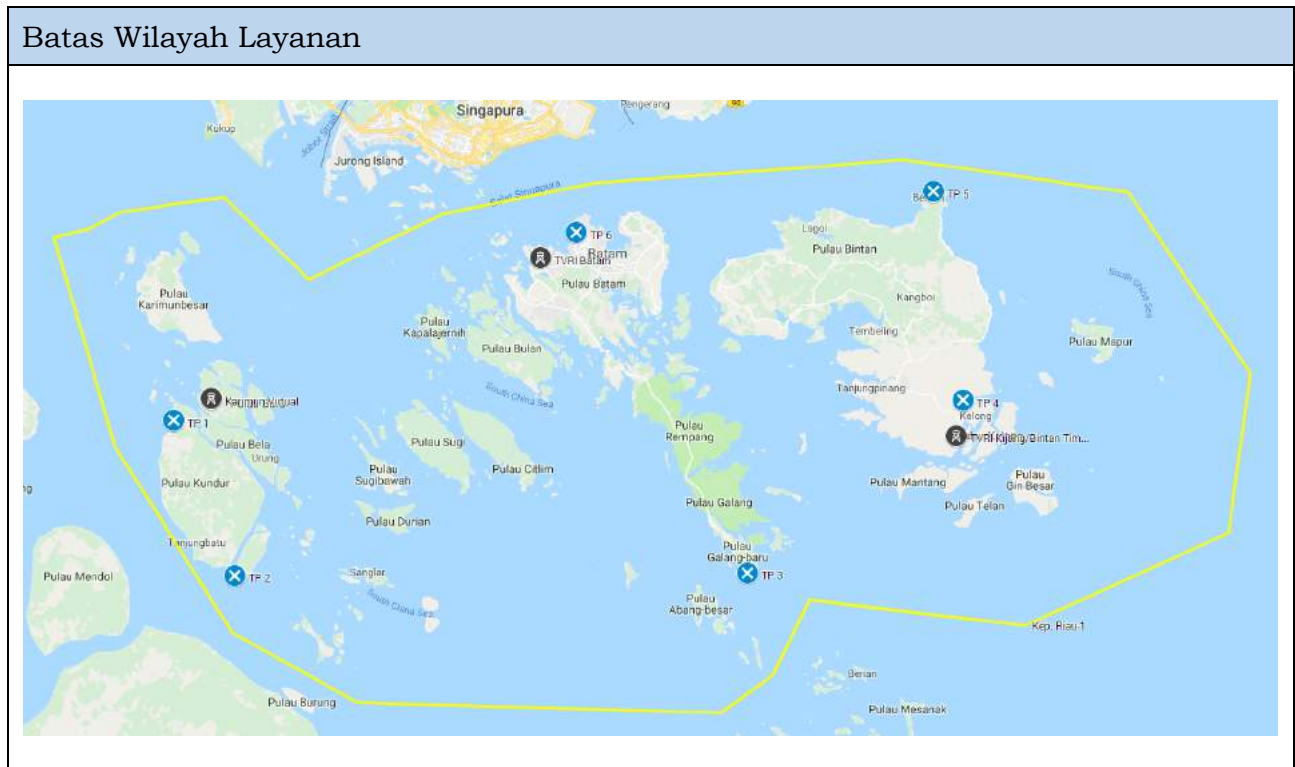 Batas Wilayah Layanan
Singapura
Pengerang
Kukup
Jurong Island
Selat Singapura
TP 5
TP 6
Batam
TVRI Batam
Pulau Batam
Lagoi
Pulau Bintan
South China Sea
Pulau
Karimunbesar
Kangboi
Pulau
Kapalajernih
Pulau Bulan
Tembeling
Pulau Mapur
South China Sea
Tanjungpinang
TP 4
Kelong
TP 1
Pulau Bela
Urung
Pulau Sugi
Pulau
Rempang
Pulau Citlim
Pulau
Sugibawah
Pulau Kundur
Pulau Mantang
Pulau
Gin Besar
Pulau Galang
Pulau Telan
Pulau Durian
Tanjungbatu
Pulau
Galang-baru
Pulau Mendol
TP 2
Sanglar
TP 3
South China Sea
Pulau
Abang-besar
Kep. Riau-1
Benan
Pulau Burung
Pulau Mesanak